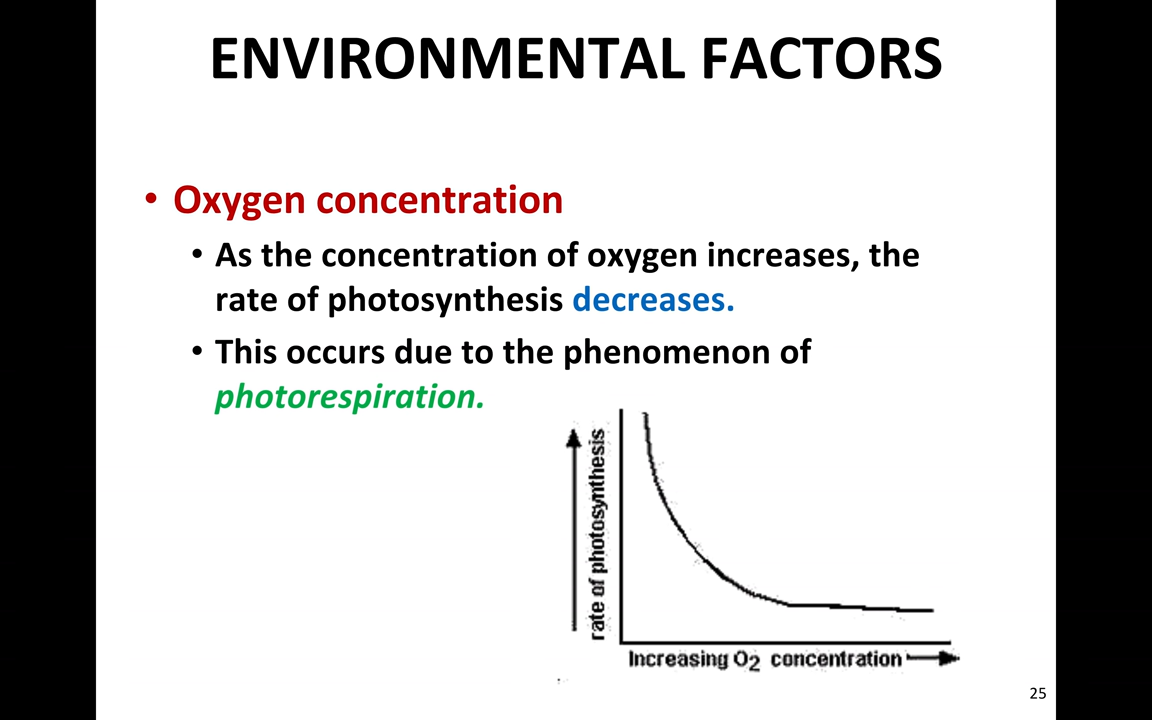 ENVIRONMENTAL FACTORS
• Oxygen concentration
• As the concentration of oxygen increases, the
rate of photosynthesis decreases.
• This occurs due to the phenomenon of
photorespiration.
rate of photosynthesis
Increasing O2 concentration
25